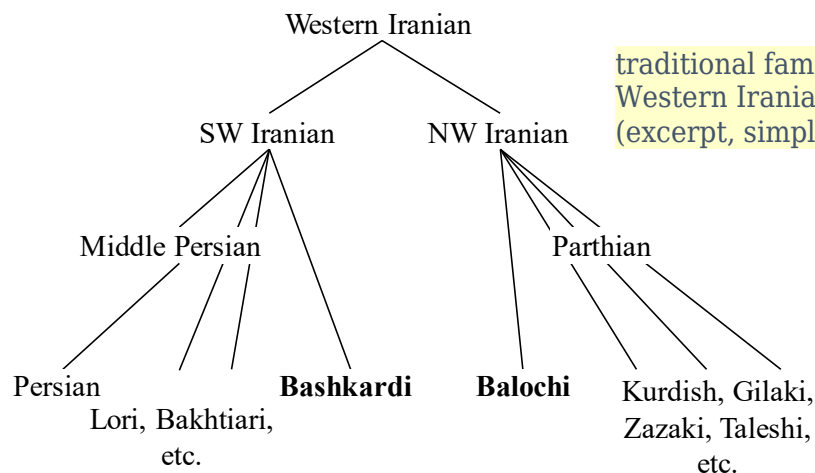 Western Iranian
traditional fam
Western Irania
(excerpt, simpl
SW Iranian
NW Iranian
Middle Persian
Parthian
Persian
Lori, Bakhtiari,
etc.
Bashkardi
Balochi
Kurdish, Gilaki,
Zazaki, Taleshi,
etc.